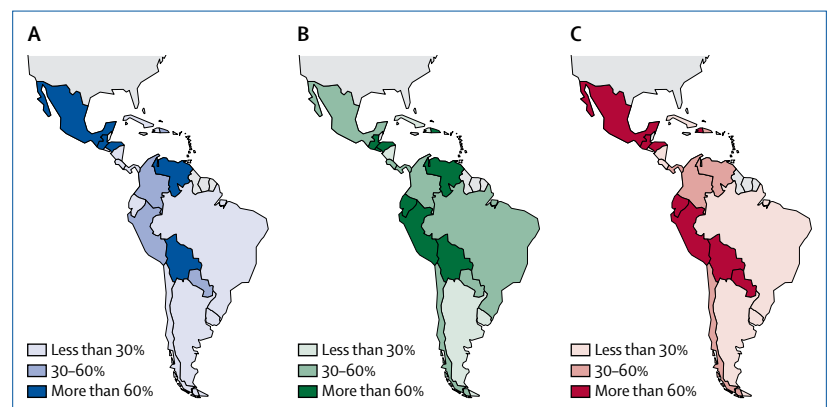 A
B
C
Less than 30%
30–60%
More than 60%
Less than 30%
30–60%
More than 60%
Less than 30%
30–60%
More than 60%